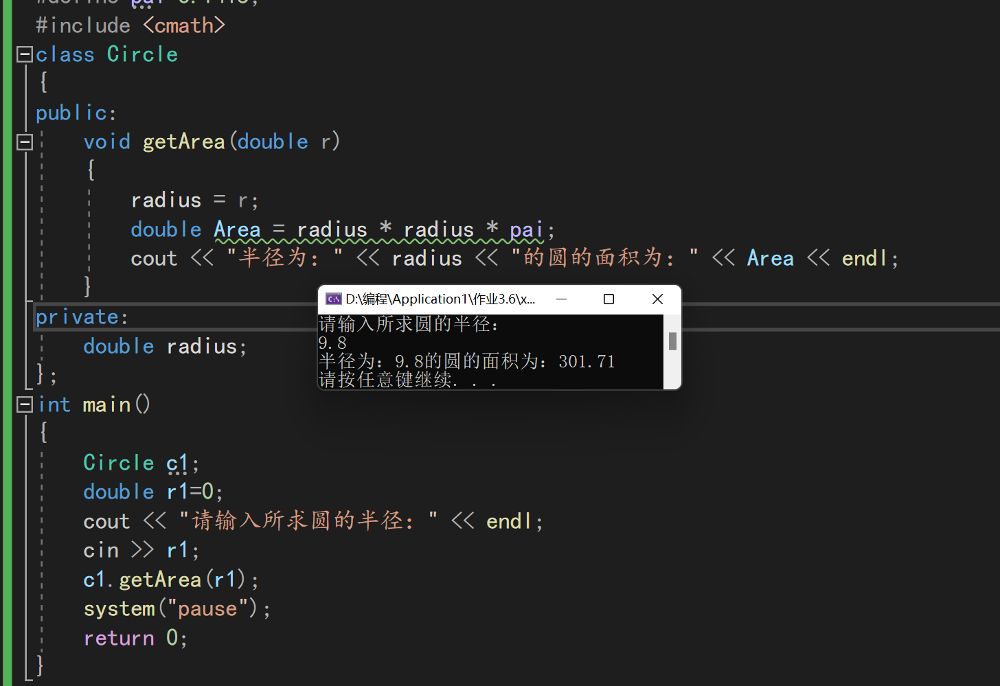 #include <cmath>
class Circle
{
public:
void getArea(double r)
{
radius = r;
double Area = radius * radius * pai;
cout << "半径为：" << radius << "的圆的面积为：" << Area << endl;
}
private:
double radius;
};
int main()
{
Circle c1;
double r1=0;
cout << "请输入所求圆的半径：" << endl;
cin >> r1;
c1.getArea(r1);
system("pause");
return 0;
}
D:\编程\Application1\作业3.6\x...
请输入所求圆的半径：
9.8
半径为：9.8的圆的面积为：301.71
请按任意键继续. . .